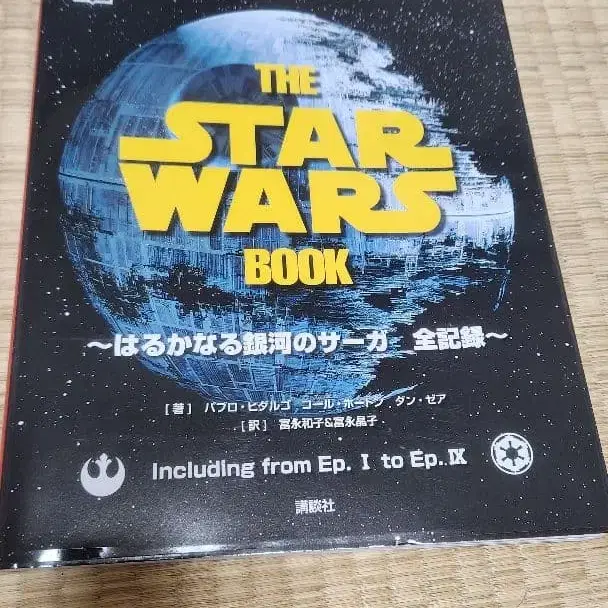 THE
STAR
WARS
BOOK
～はるかなる銀河のサーガ　全記録～
［著］ パブロ・ヒダルゴ　コール・ホートン　ダン・ゼア
［訳］ 富永和子&富永晶子
Including from Ep. Ⅰ to Ep. Ⅸ
講談社